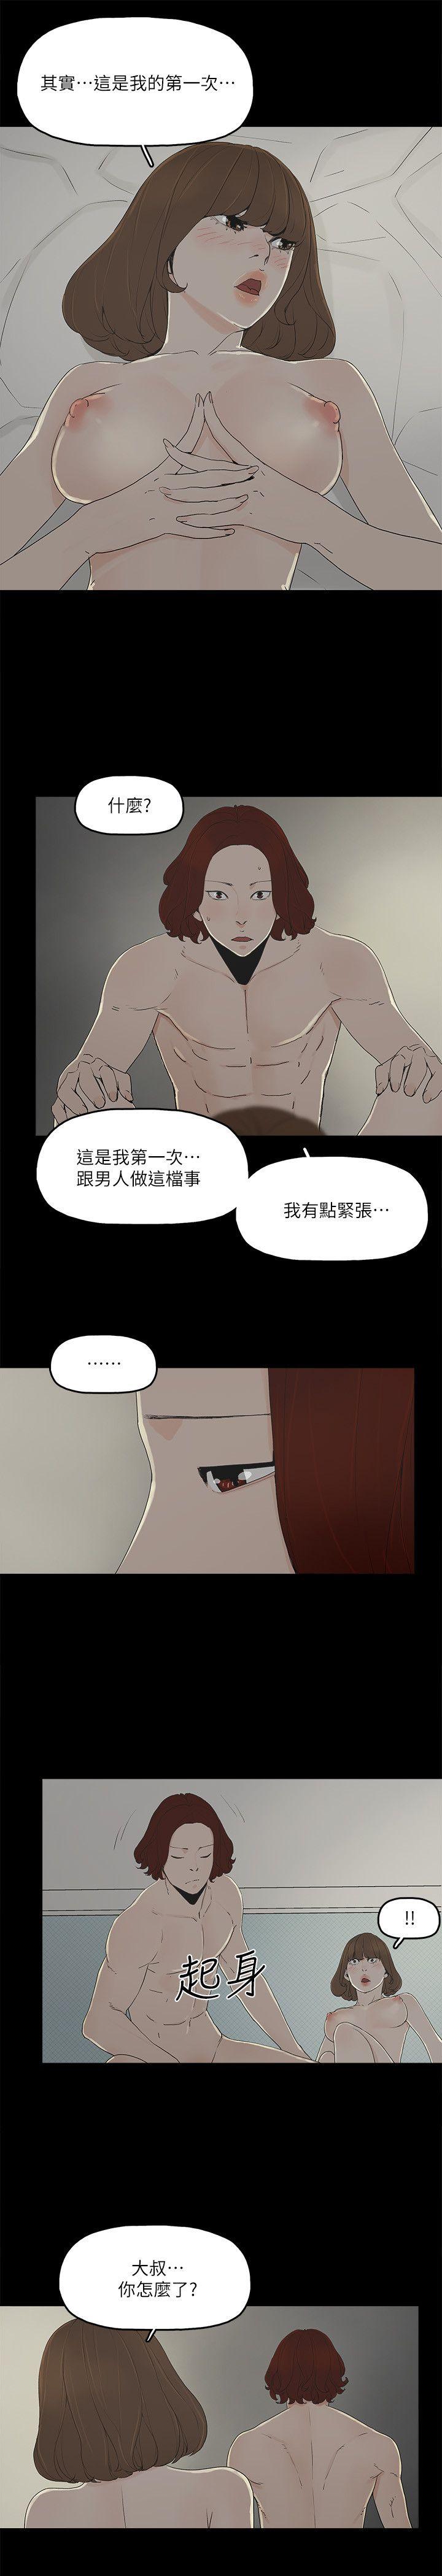 其實⋯這是我的第一次⋯
什麼?
這是我第一次⋯
跟男人做這檔事
我有點緊張⋯
⋯⋯
!!
起身
大叔⋯
你怎麼了?